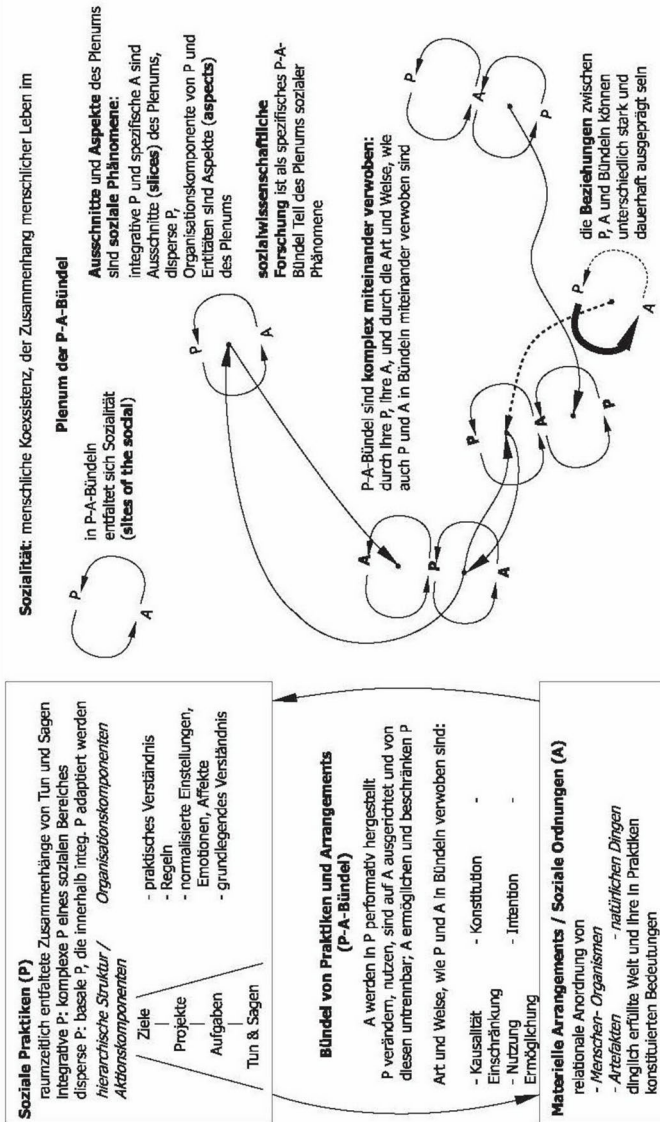 Soziale Praktiken (P)
raumzeitlich entfaltete Zusammenhänge von Tun und Sagen
integrative P: komplexe P eines sozialen Bereiches
disperse P: basale P, die innerhalb integ. P adaptiert werden
hierarchische Struktur /
Aktionskomponenten
Ziele
Projekte
Aufgaben
Tun & Sagen
Organisationskomponenten
- praktisches Verständnis
- Regeln
- normalisierte Einstellungen,
Emotionen, Affekte
- grundlegendes Verständnis
Bündel von Praktiken und Arrangements
(P-A-Bündel)
A werden in P performativ hergestellt
P verändern, nutzen, sind auf A ausgerichtet und von
diesen untrennbar; A ermöglichen und beschränken P
Art und Weise, wie P und A in Bündeln verwoben sind:
- Kausalität - Konstitution -
Einschränkung
- Nutzung - Intention -
Ermöglichung
Materielle Arrangements / Soziale Ordnungen (A)
relationale Anordnung von
- Menschen- Organismen
- Artefakten - natürlichen Dingen
dinglich erfüllte Welt und ihre in Praktiken
konstituierten Bedeutungen
Sozialität: menschliche Koexsistenz, der Zusammenhang menschlicher Leben im
Plenum der P-A-Bündel
P
A
in P-A-Bündeln
entfaltet sich Sozialität
(sites of the social)
Ausschnitte und Aspekte des Plenums
sind soziale Phänomene:
integrative P und spezifische A sind
Ausschnitte (slices) des Plenums,
disperse P,
Organisationskomponente von P und
Entitäten sind Aspekte (aspects)
des Plenums
sozialwissenschaftliche
Forschung ist als spezifisches P-A-
Bündel Teil des Plenums sozialer
Phänomene
P
A
P-A-Bündel sind komplex miteinander verwoben:
durch ihre P, ihre A, und durch die Art und Weise, wie
auch P und A in Bündeln miteinander verwoben sind
A
P
A
P
A
P
P
A
P
P
A
die Beziehungen zwischen
P, A und Bündeln können
unterschiedlich stark und
dauerhaft ausgeprägt sein